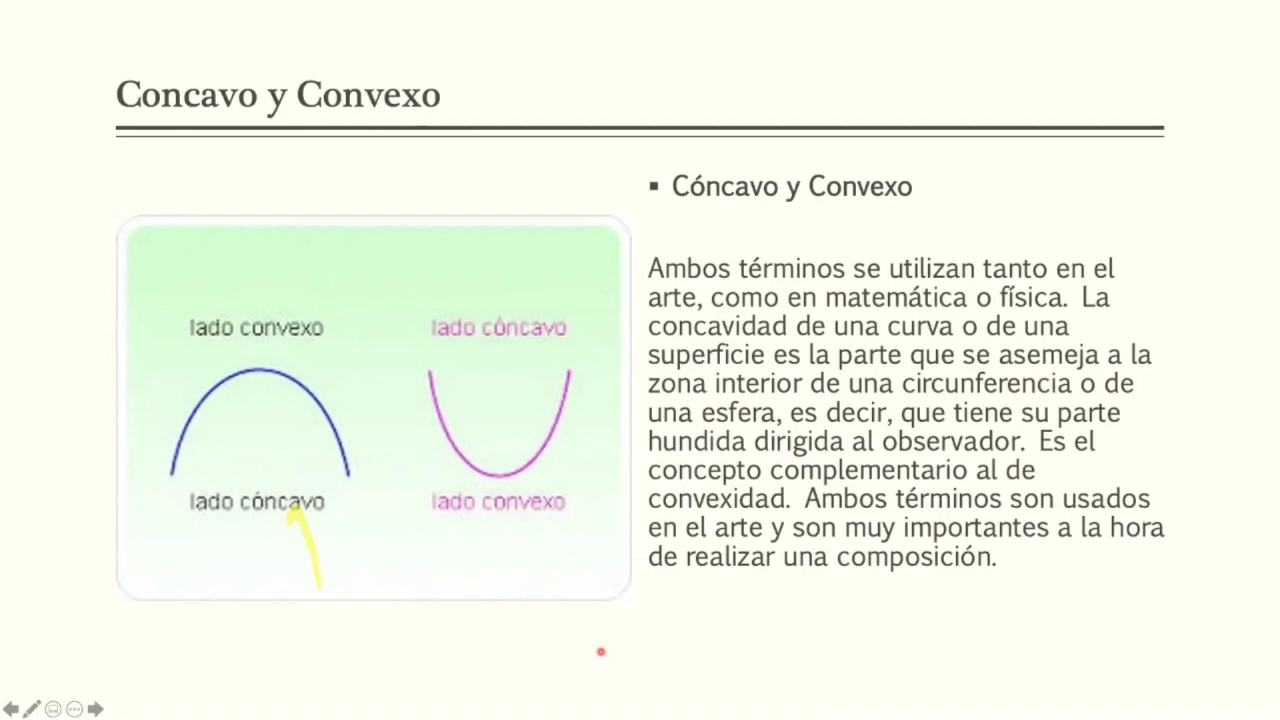 Concavo y Convexo
lado convexo
lado cóncavo
lado cóncavo
lado convexo
▪ Cóncavo y Convexo
Ambos términos se utilizan tanto en el
arte, como en matemática o física. La
concavidad de una curva o de una
superficie es la parte que se asemeja a la
zona interior de una circunferencia o de
una esfera, es decir, que tiene su parte
hundida dirigida al observador. Es el
concepto complementario al de
convexidad. Ambos términos son usados
en el arte y son muy importantes a la hora
de realizar una composición.